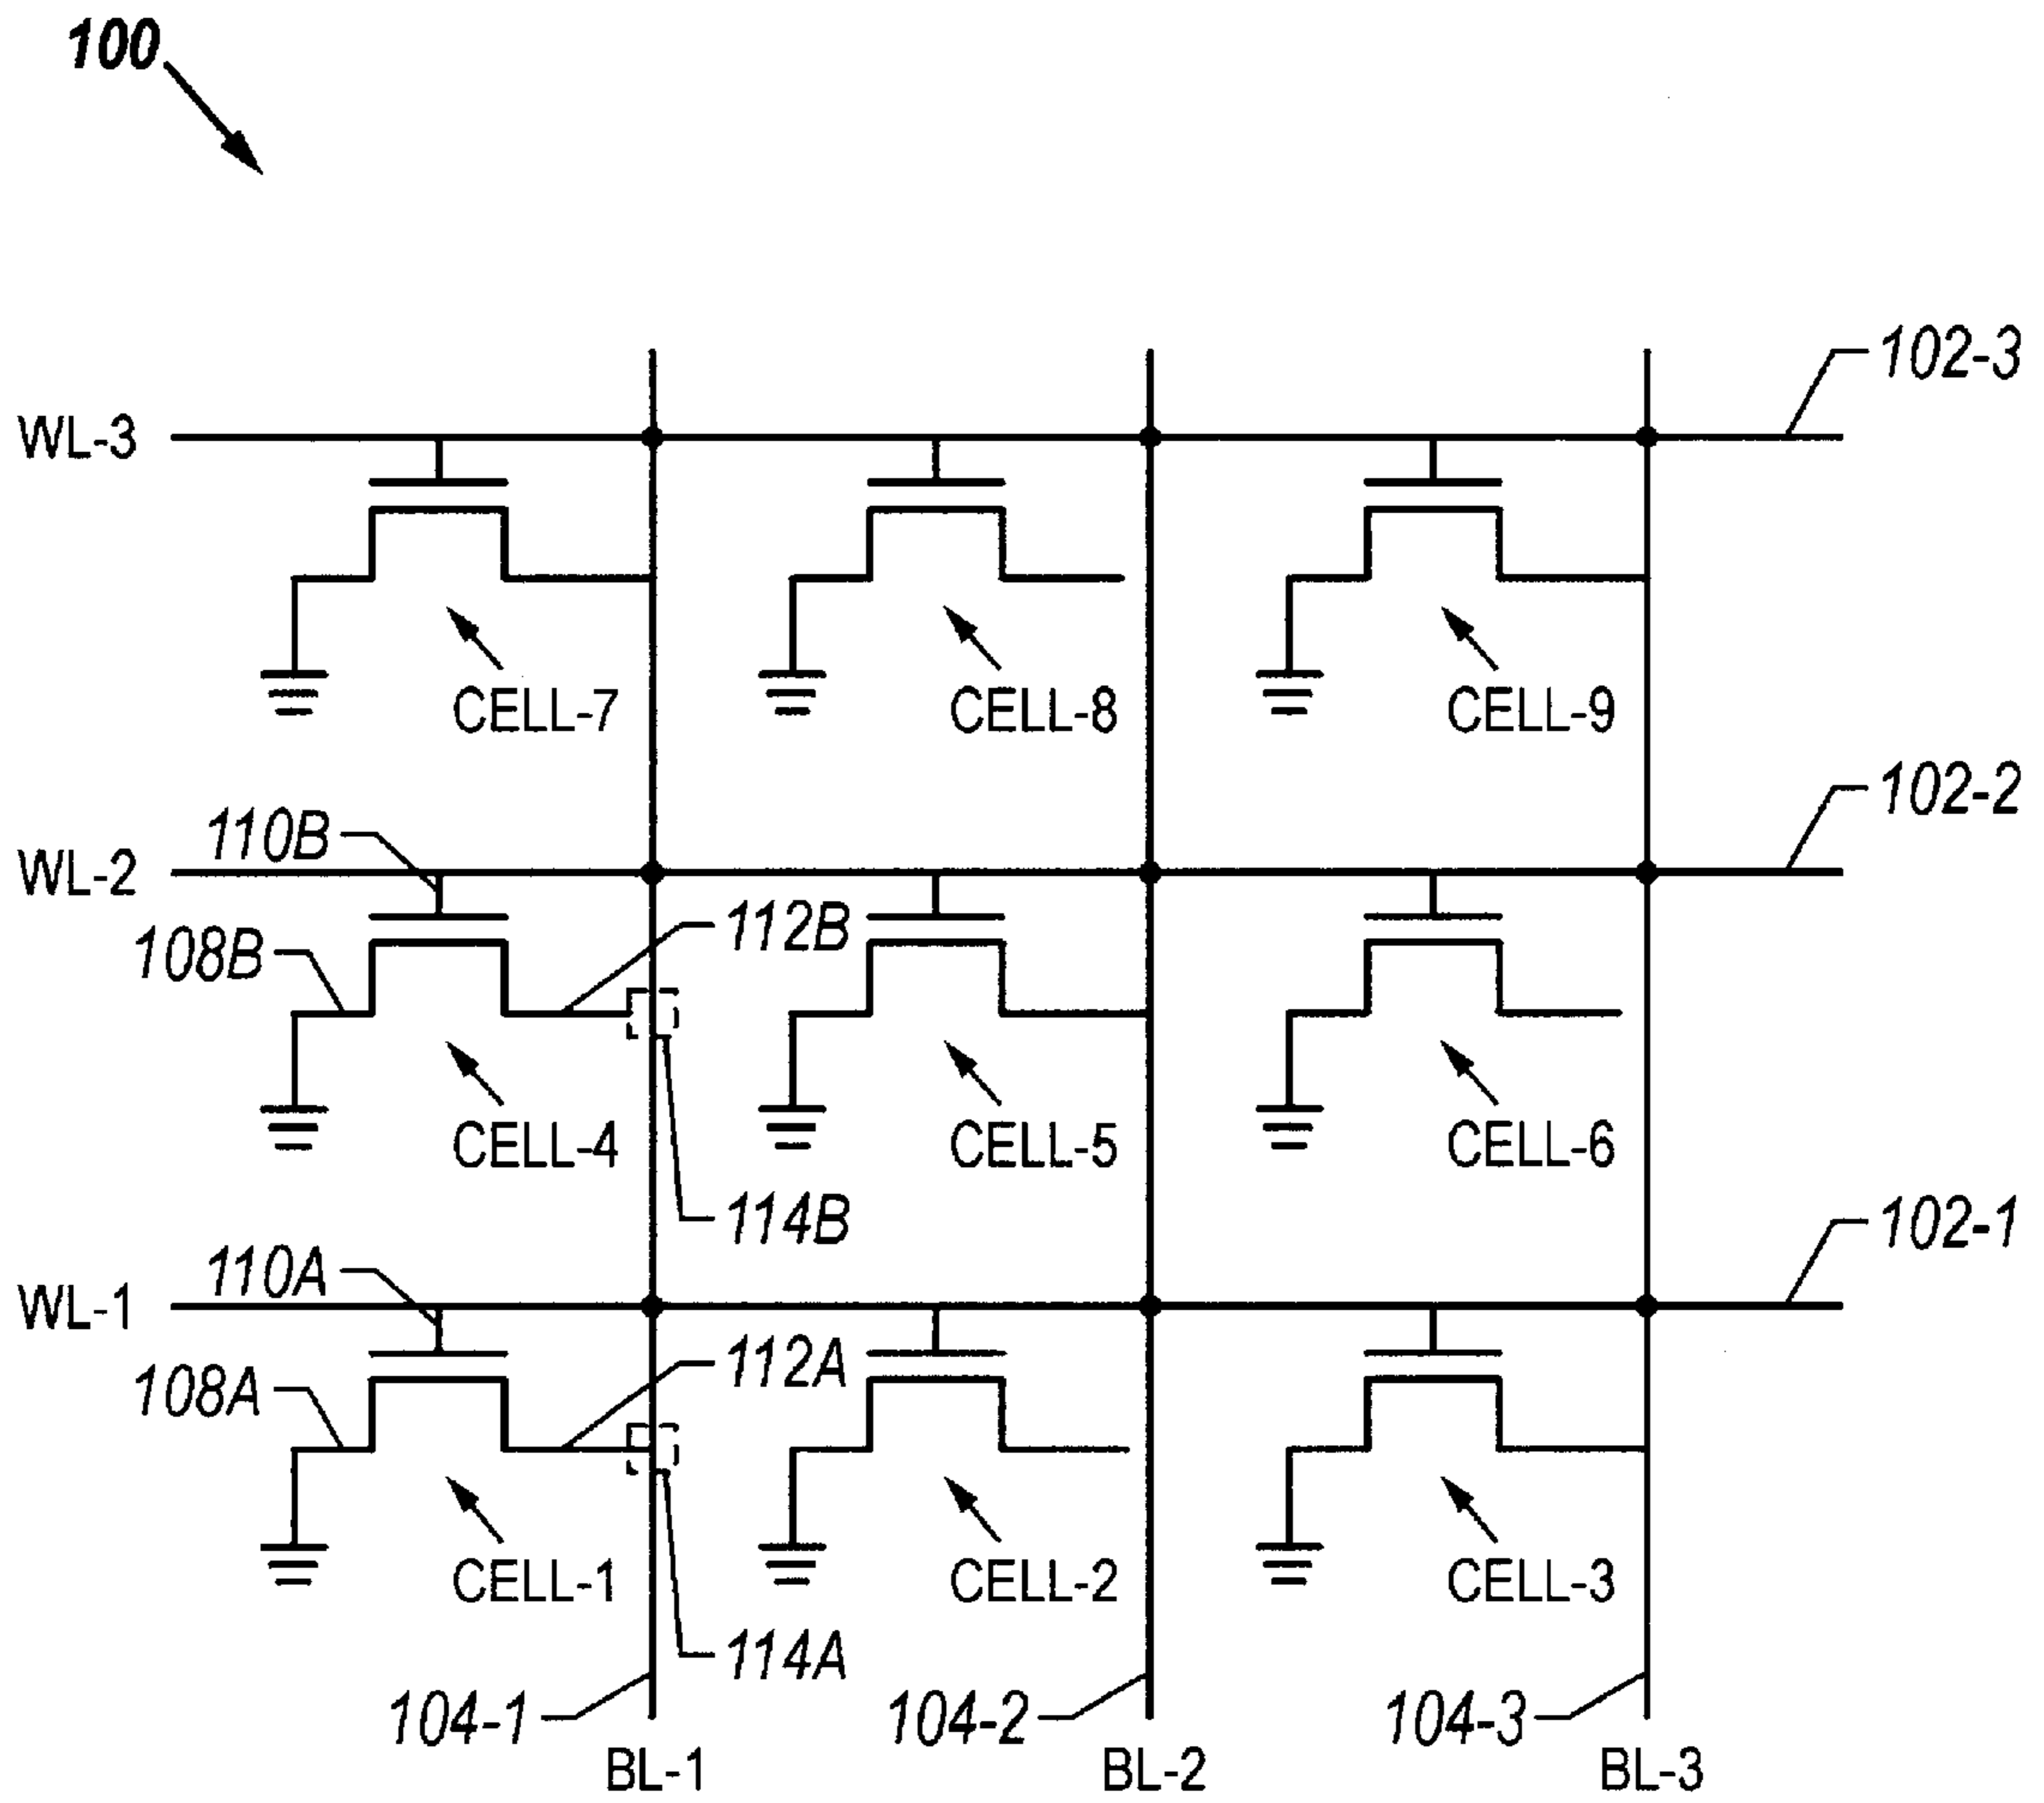 100
102-3
WL-3
CELL-7 CELL-8 CELL-9
102-2
110B
WL-2
112B
108B
CELL-4 CELL-5 CELL-6
114B
102-1
110A
WL-1
112A
108A
CELL-1 CELL-2 CELL-3
114A
104-1 104-2 104-3
BL-1 BL-2 BL-3